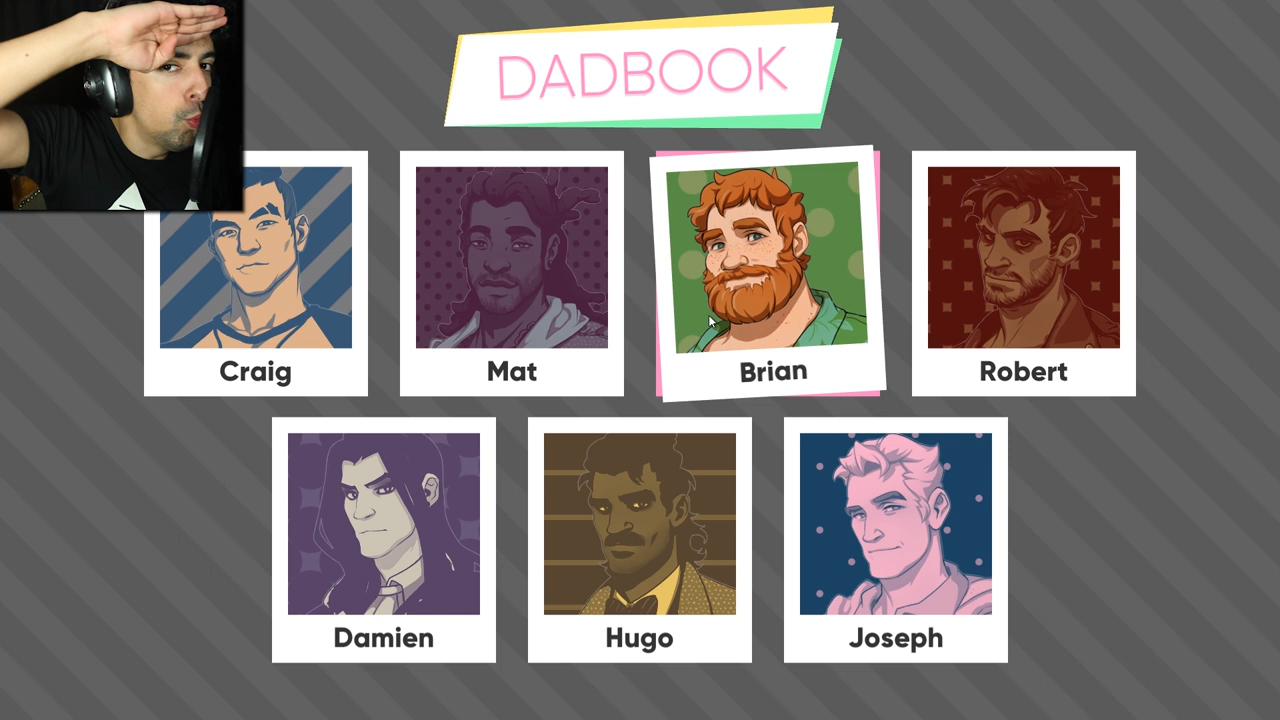 DADBOOK
Craig
Mat
Brian
Robert
Damien
Hugo
Joseph